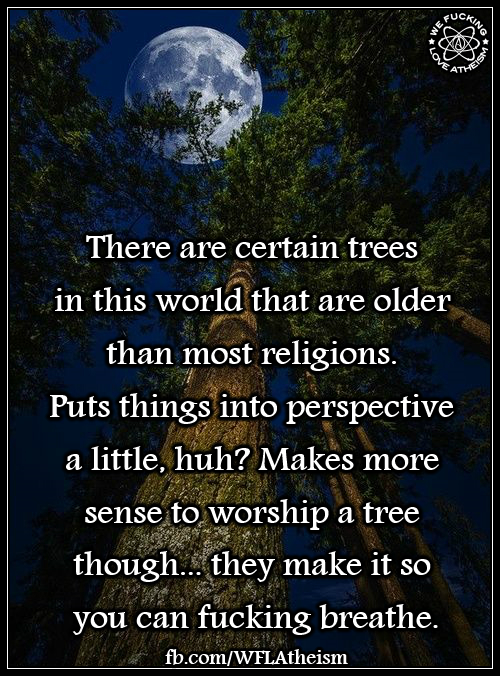 WE FUCKING
LOVE ATHEISM
There are certain trees
in this world that are older
than most religions.
Puts things into perspective
a little, huh? Makes more
sense to worship a tree
though... they make it so
you can fucking breathe.
fb.com/WFLAtheism